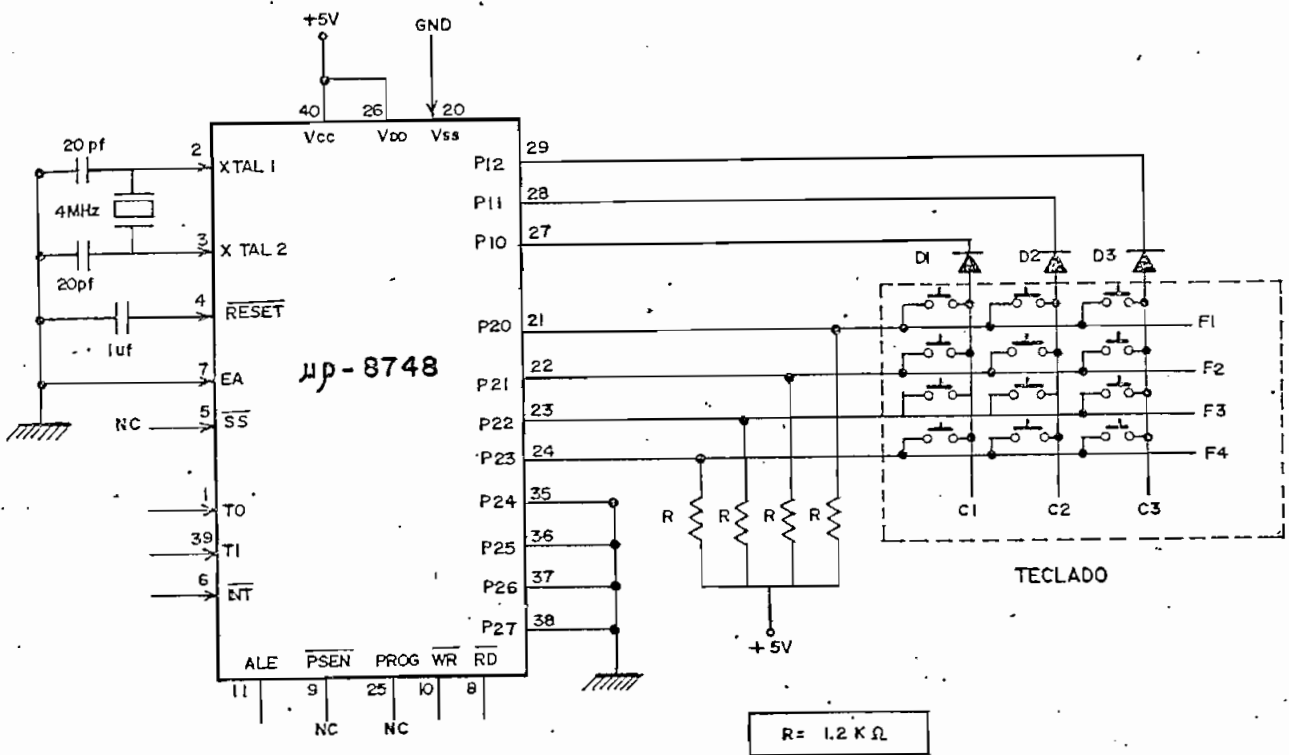 +5V
GND
40
26
20
Vcc
VDD
Vss
20 pf
2
XTAL 1
4MHz
3
X TAL 2
20pf
4
RESET
1uf
7
EA
5
NC
SS
1
T0
39
T1
6
INT
μp-8748
P12
29
P11
28
P10
27
P20
21
P21
22
P22
23
P23
24
P24
35
P25
36
P26
37
P27
38
ALE
PSEN
PROG
WR
RD
11
9
25
10
8
NC
NC
D1
D2
D3
F1
F2
F3
F4
C1
C2
C3
R
R
R
R
+5V
TECLADO
R= 1.2 K Ω